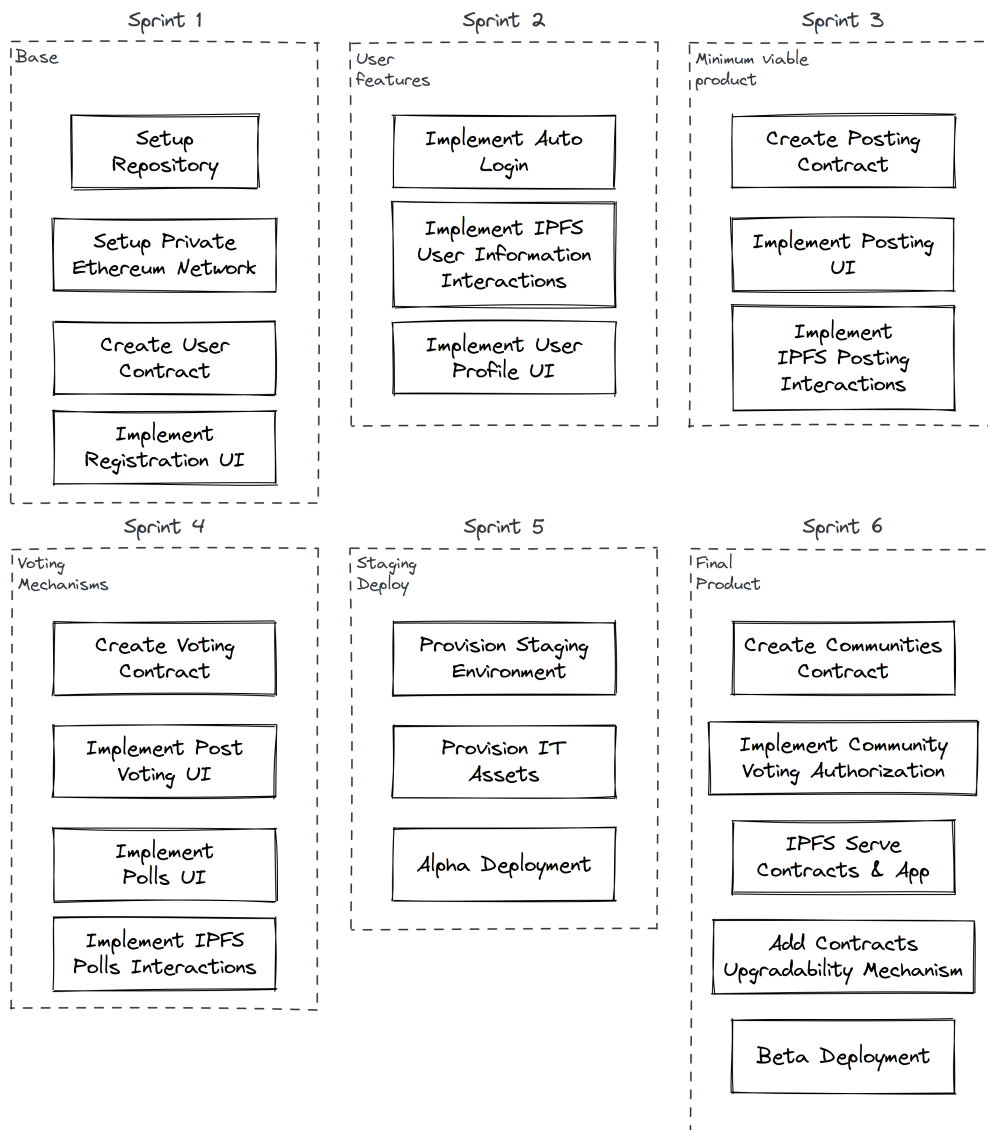 Sprint 1
Base
Setup
Repository
Setup Private
Ethereum Network
Create User
Contract
Implement
Registration UI
Sprint 2
User
features
Implement Auto
Login
Implement IPFS
User Information
Interactions
Implement User
Profile UI
Sprint 3
Minimum viable
product
Create Posting
Contract
Implement Posting
UI
Implement
IPFS Posting
Interactions
Sprint 4
Voting
Mechanisms
Create Voting
Contract
Implement Post
Voting UI
Implement
Polls UI
Implement IPFS
Polls Interactions
Sprint 5
Staging
Deploy
Provision Staging
Environment
Provision IT
Assets
Alpha Deployment
Sprint 6
Final
Product
Create Communities
Contract
Implement Community
Voting Authorization
IPFS Serve
Contracts & App
Add Contracts
Upgradability Mechanism
Beta Deployment